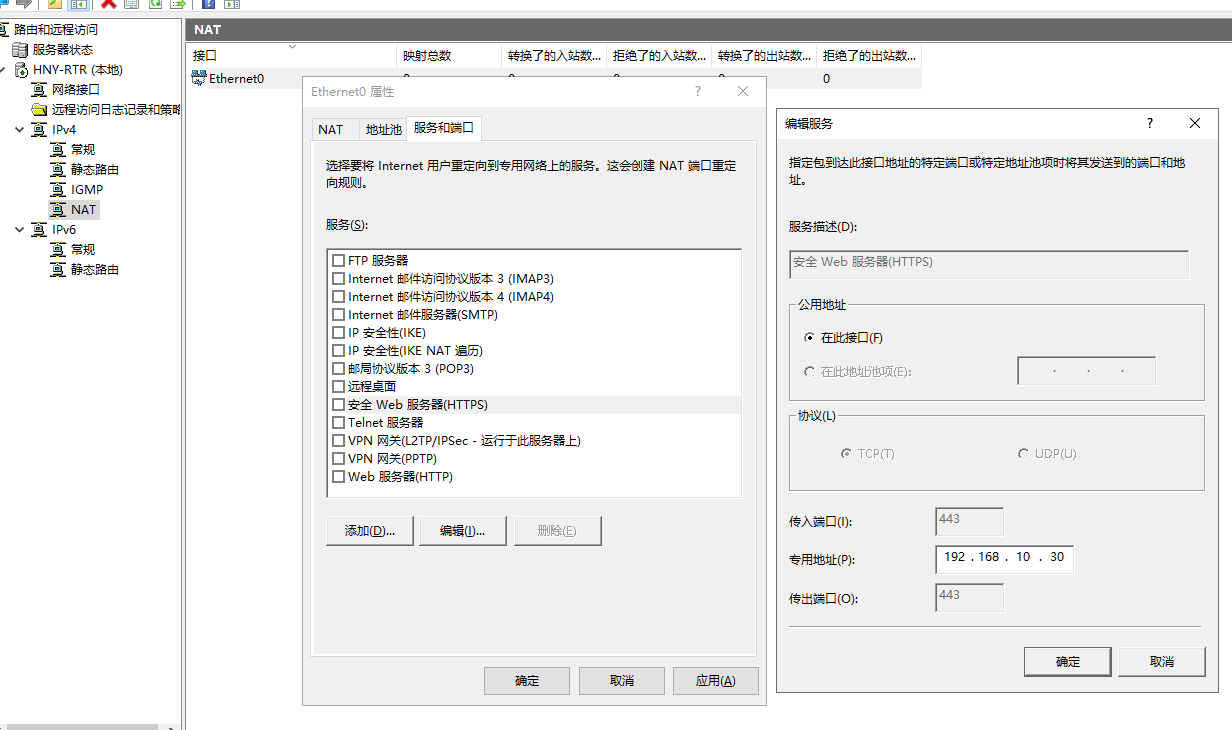 路由和远程访问
服务器状态
HNY-RTR (本地)
网络接口
远程访问日志记录和策略
IPv4
常规
静态路由
IGMP
NAT
IPv6
常规
静态路由
NAT
接口 映射总数 转换了的入站数... 拒绝了的入站数... 转换了的出站数... 拒绝了的出站数...
Ethernet0 0
Ethernet0 属性 ?
NAT 地址池 服务和端口
选择要将 Internet 用户重定向到专用网络上的服务。这会创建 NAT 端口重定
向规则。
服务(S):
FTP 服务器
Internet 邮件访问协议版本 3 (IMAP3)
Internet 邮件访问协议版本 4 (IMAP4)
Internet 邮件服务器(SMTP)
IP 安全性(IKE)
IP 安全性(IKE NAT 遍历)
邮局协议版本 3 (POP3)
远程桌面
安全 Web 服务器(HTTPS)
Telnet 服务器
VPN 网关(L2TP/IPSec - 运行于此服务器上)
VPN 网关(PPTP)
Web 服务器(HTTP)
添加(D)... 编辑(I)... 删除(E)
确定 取消 应用(A)
编辑服务 ?
指定包到达此接口地址的特定端口或特定地址池项时将其发送到的端口和地
址。
服务描述(D):
安全 Web 服务器(HTTPS)
公用地址
在此接口(F)
在此地址池项(E): . . .
协议(L)
TCP(T) UDP(U)
传入端口(I): 443
专用地址(P): 192 . 168 . 10 . 30
传出端口(O): 443
确定 取消